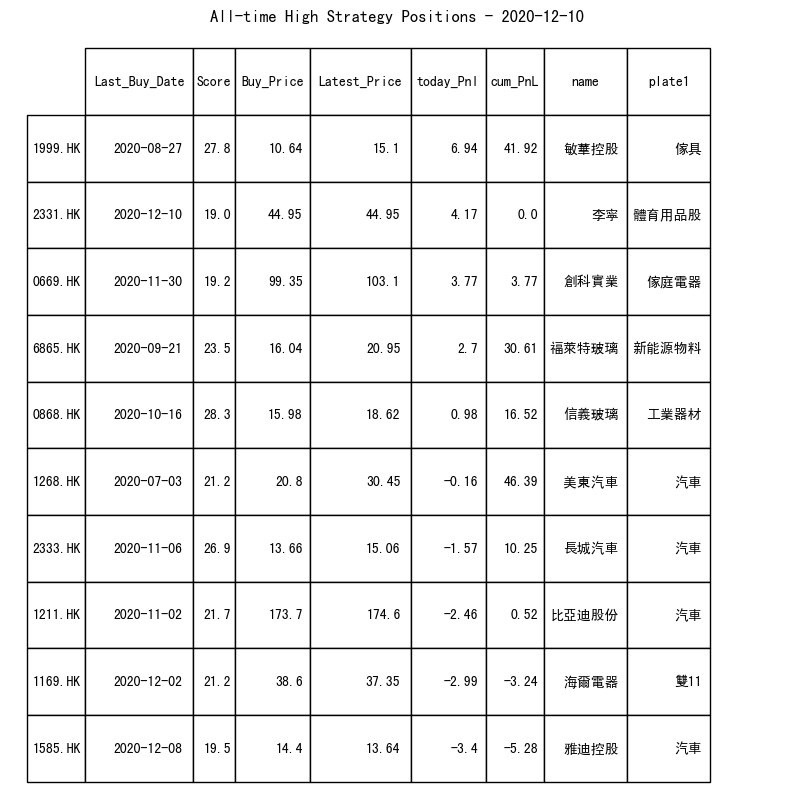 All-time High Strategy Positions - 2020-12-10
Last_Buy_Date Score Buy_Price Latest_Price today_Pnl cum_PnL name plate1
1999.HK 2020-08-27 27.8 10.64 15.1 6.94 41.92 敏華控股 傢具
2331.HK 2020-12-10 19.0 44.95 44.95 4.17 0.0 李寧 體育用品股
0669.HK 2020-11-30 19.2 99.35 103.1 3.77 3.77 創科實業 傢庭電器
6865.HK 2020-09-21 23.5 16.04 20.95 2.7 30.61 福萊特玻璃 新能源物料
0868.HK 2020-10-16 28.3 15.98 18.62 0.98 16.52 信義玻璃 工業器材
1268.HK 2020-07-03 21.2 20.8 30.45 -0.16 46.39 美東汽車 汽車
2333.HK 2020-11-06 26.9 13.66 15.06 -1.57 10.25 長城汽車 汽車
1211.HK 2020-11-02 21.7 173.7 174.6 -2.46 0.52 比亞迪股份 汽車
1169.HK 2020-12-02 21.2 38.6 37.35 -2.99 -3.24 海爾電器 雙11
1585.HK 2020-12-08 19.5 14.4 13.64 -3.4 -5.28 雅迪控股 汽車